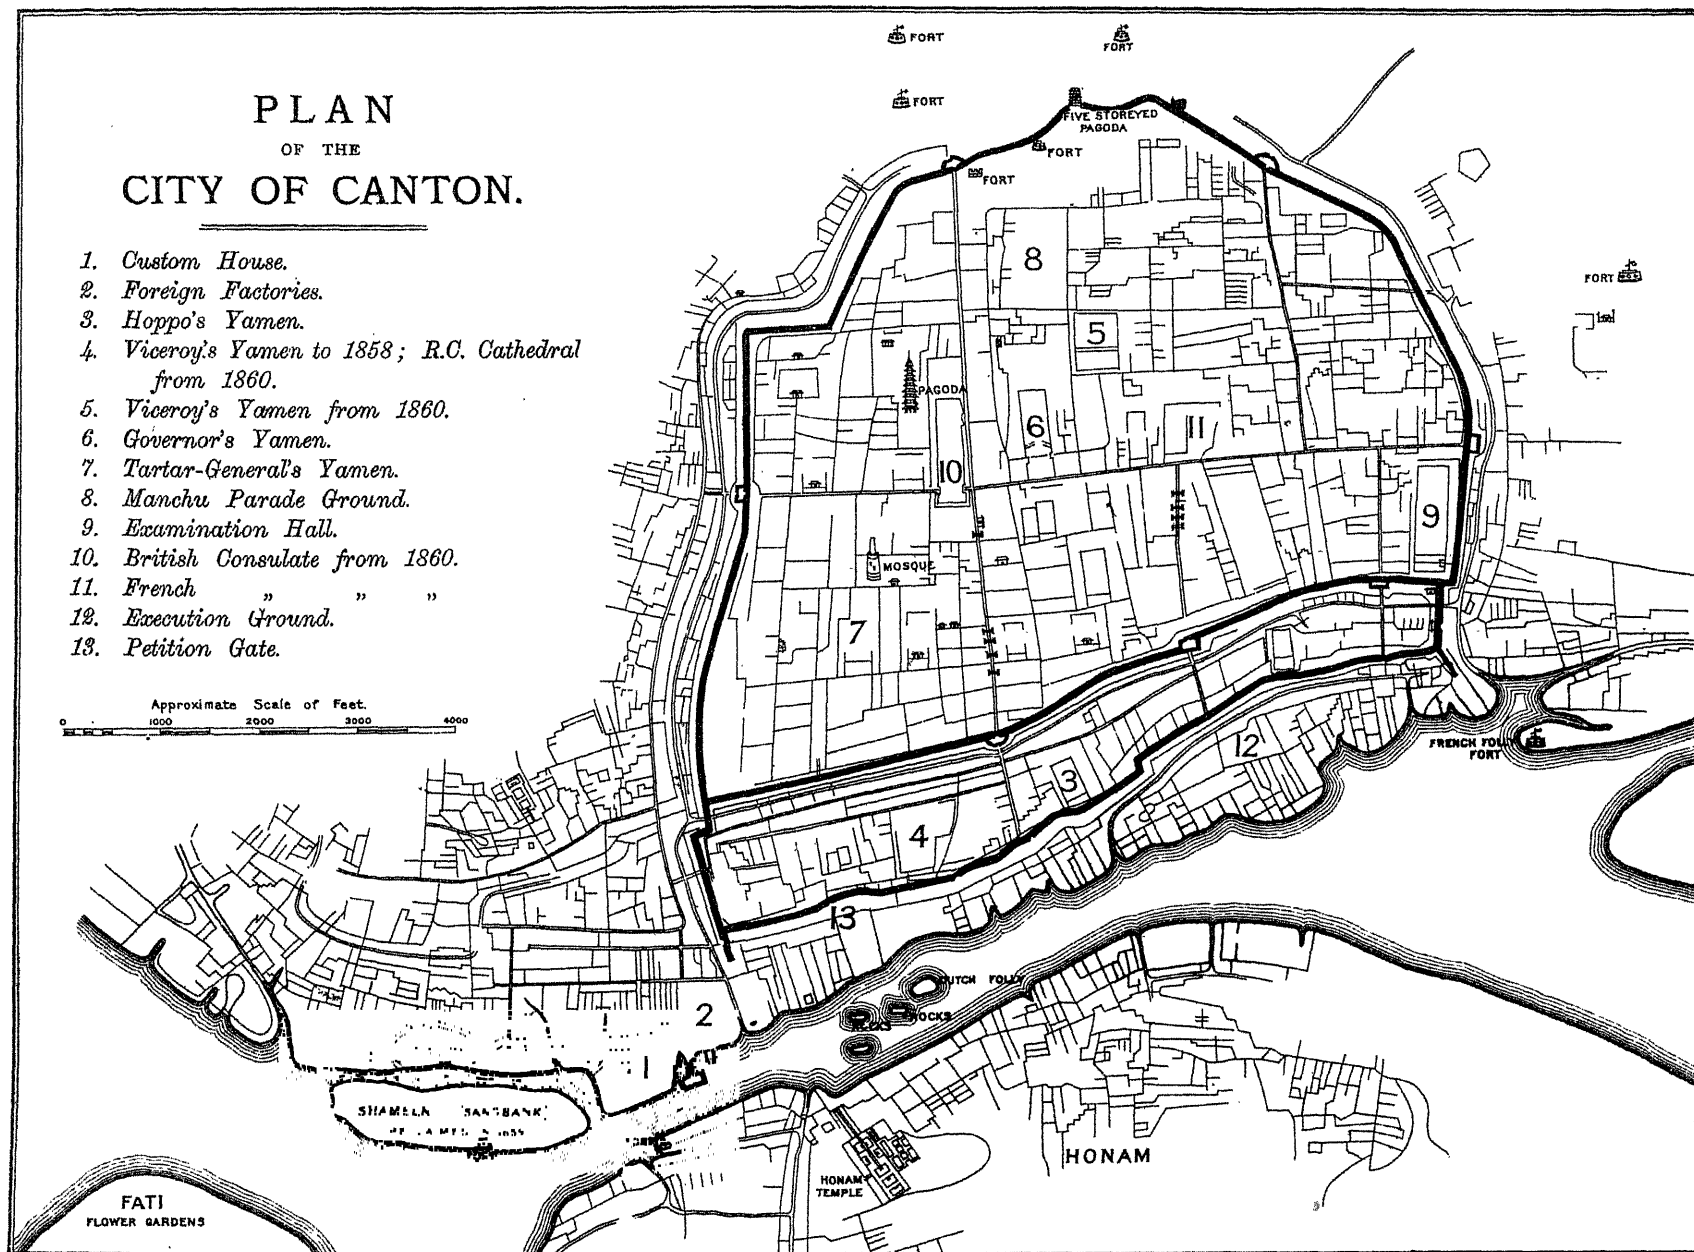 PLAN
OF THE
CITY OF CANTON.
1. Custom House.
2. Foreign Factories.
3. Hoppo's Yamen.
4. Viceroy's Yamen to 1858; R.C. Cathedral
from 1860.
5. Viceroy's Yamen from 1860.
6. Governor's Yamen.
7. Tartar-General's Yamen.
8. Manchu Parade Ground.
9. Examination Hall.
10. British Consulate from 1860.
11. French „ „ „
12. Execution Ground.
13. Petition Gate.
Approximate Scale of Feet.
0 1000 2000 3000 4000
FORT
FORT
FORT
FIVE STOREYED
PAGODA
FORT
FORT
8
FORT
5
PAGODA
6
11
10
9
MOSQUE
7
12
FRENCH FOLLY
FORT
3
4
13
DUTCH FOLLY
ROCKS
ROCKS
2
1
SHAMEEN (SANDBANK)
1859
HONAM
HONAM
TEMPLE
FATI
FLOWER GARDENS